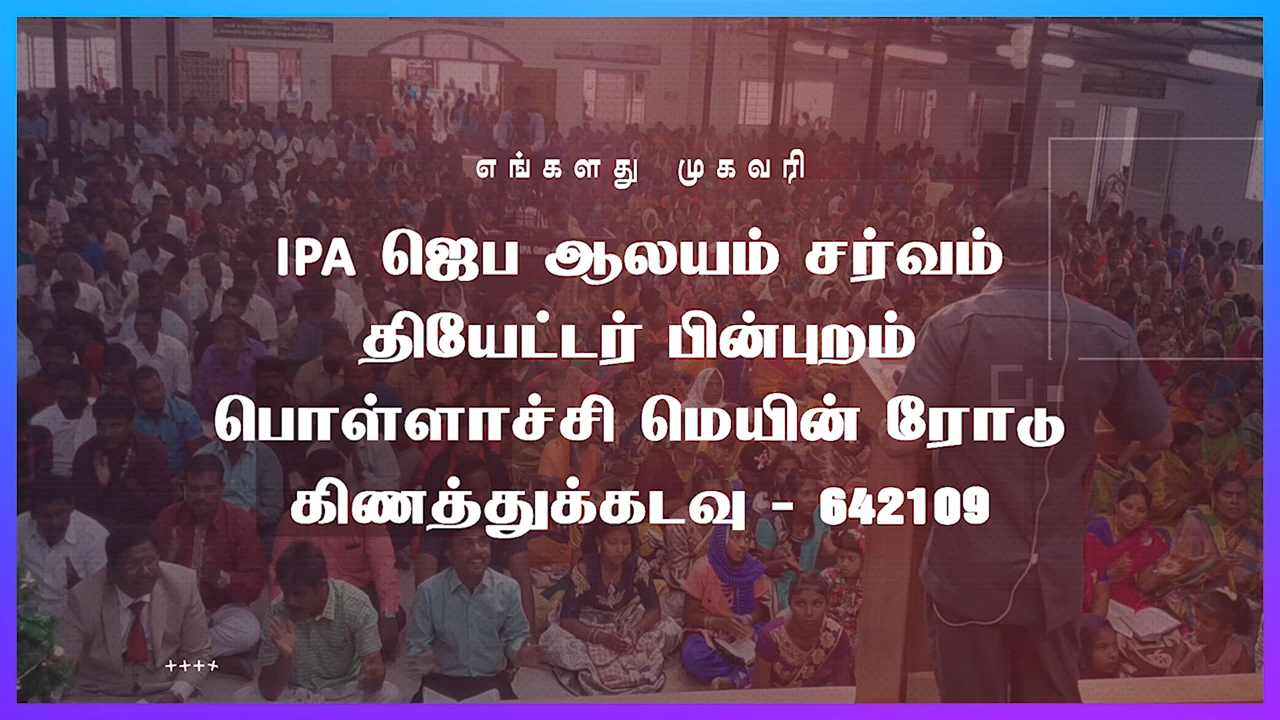 எங்களது முகவரி
IPA ஜெப ஆலயம் சர்வம்
தியேட்டர் பின்புறம்
பொள்ளாச்சி மெயின் ரோடு
கிணத்துக்கடவு - 642109